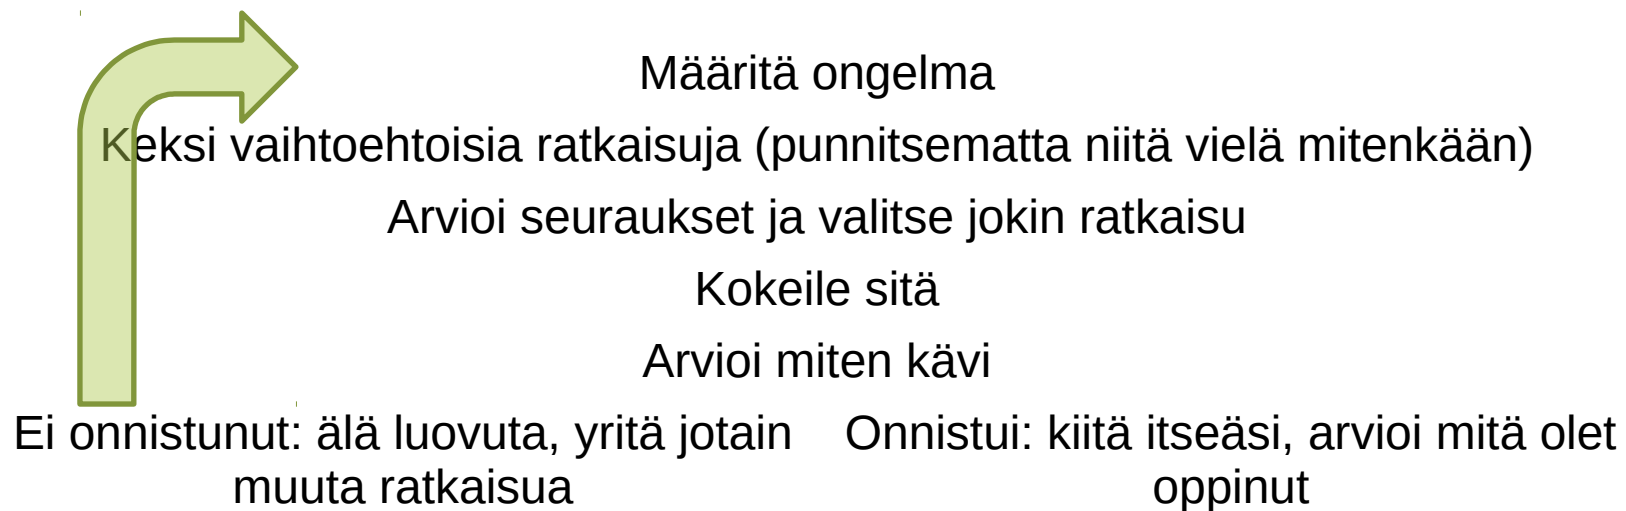 Määritä ongelma
Keksi vaihtoehtoisia ratkaisuja (punnitsematta niitä vielä mitenkään)
Arvioi seuraukset ja valitse jokin ratkaisu
Kokeile sitä
Arvioi miten kävi
Ei onnistunut: älä luovuta, yritä jotain
muuta ratkaisua
Onnistui: kiitä itseäsi, arvioi mitä olet
oppinut